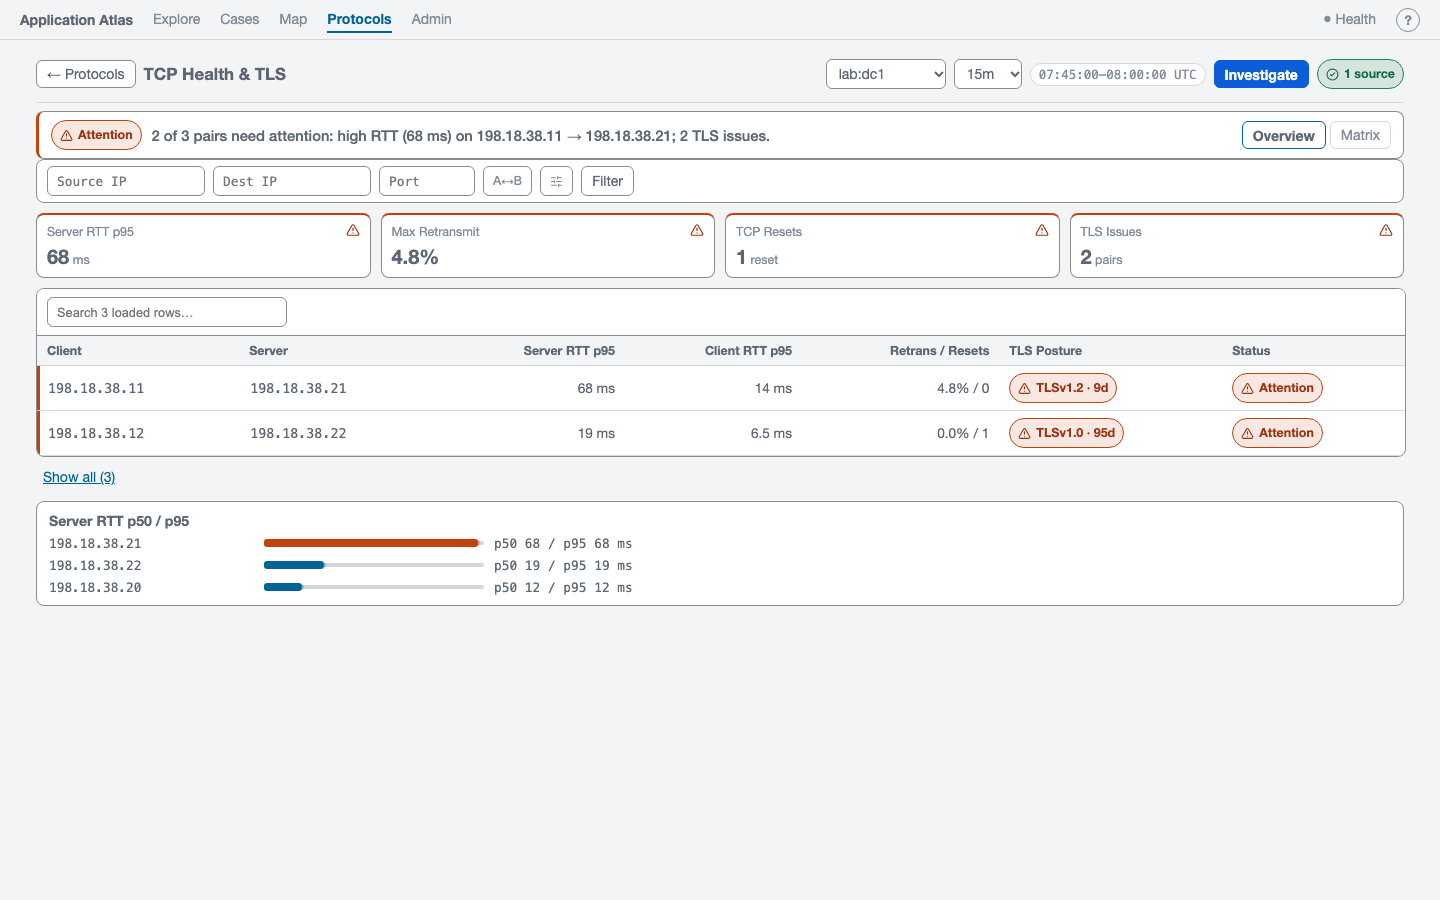 Application Atlas Explore Cases Map Protocols Admin Health ?
← Protocols TCP Health & TLS lab:dc1 15m 07:45:00–08:00:00 UTC Investigate 1 source
Attention 2 of 3 pairs need attention: high RTT (68 ms) on 198.18.38.11 → 198.18.38.21; 2 TLS issues. Overview Matrix
Source IP Dest IP Port A↔B Filter
Server RTT p95
68 ms
Max Retransmit
4.8%
TCP Resets
1 reset
TLS Issues
2 pairs
Search 3 loaded rows…
Client Server Server RTT p95 Client RTT p95 Retrans / Resets TLS Posture Status
198.18.38.11 198.18.38.21 68 ms 14 ms 4.8% / 0 TLSv1.2 · 9d Attention
198.18.38.12 198.18.38.22 19 ms 6.5 ms 0.0% / 1 TLSv1.0 · 95d Attention
Show all (3)
Server RTT p50 / p95
198.18.38.21 p50 68 / p95 68 ms
198.18.38.22 p50 19 / p95 19 ms
198.18.38.20 p50 12 / p95 12 ms